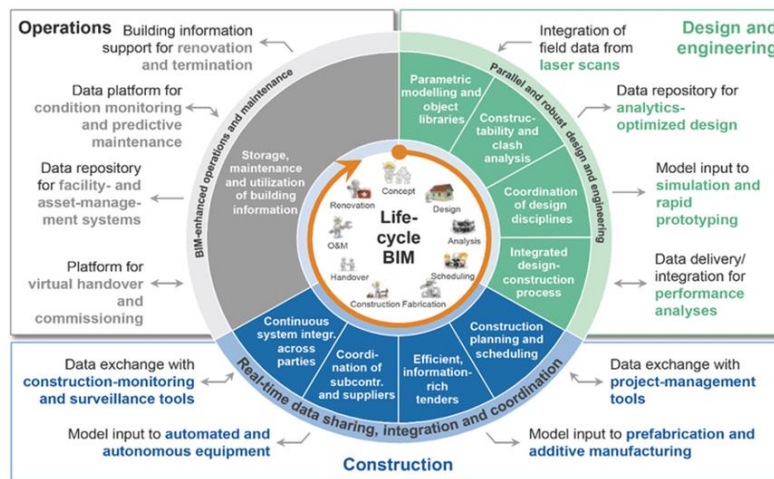 Operations
Building information
support for renovation
and termination
Data platform for
condition monitoring
and predictive
maintenance
Data repository
for facility- and
asset-manage-
ment systems
Platform for
virtual handover
and
commissioning
BIM-enhanced operations and maintenance
Storage,
maintenance
and utilization
of building
information
Design and
engineering
Integration of
field data from
laser scans
Data repository for
analytics-
optimized design
Model input to
simulation and
rapid
prototyping
Data delivery/
integration for
performance
analyses
Parallel and robust design and engineering
Parametric
modelling and
object
libraries
Construc-
tability and
clash
analysis
Coordination
of design
disciplines
Integrated
design-
construction
process
Life-
cycle
BIM
Concept
Design
Analysis
Scheduling
Fabrication
Construction
Handover
O&M
Renovation
Continuous
system integr.
across
parties
Coordi-
nation of
subcontr.
and suppliers
Efficient,
information-
rich
tenders
Construction
planning and
scheduling
Real-time data sharing, integration and coordination
Data exchange with
construction-monitoring
and surveillance tools
Model input to automated and
autonomous equipment
Data exchange with
project-management
tools
Model input to prefabrication and
additive manufacturing
Construction